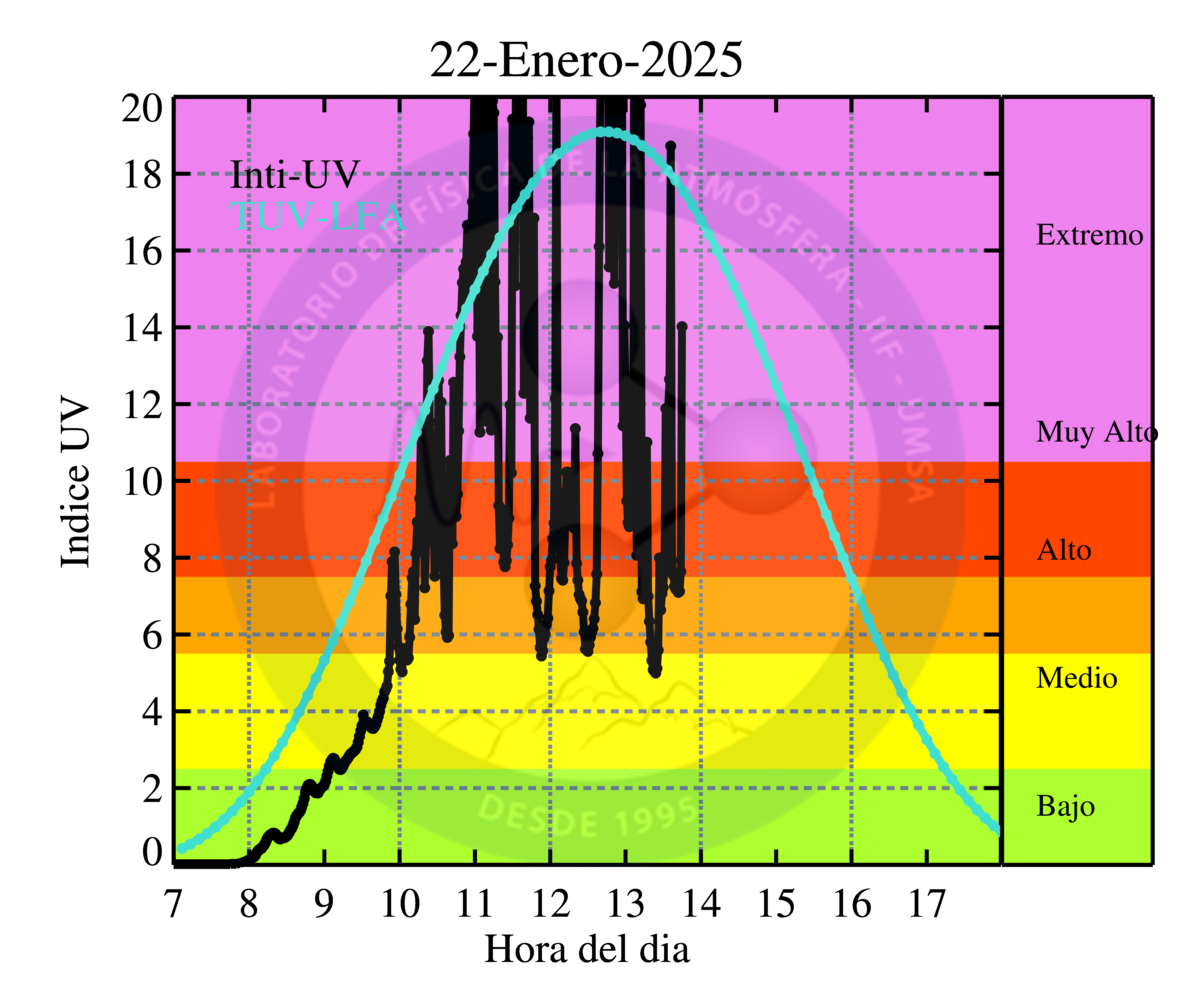 22-Enero-2025
Inti-UV
TUV-LFA
Indice UV
20
18
16
14
12
10
8
6
4
2
0
7 8 9 10 11 12 13 14 15 16 17
Hora del dia
Extremo
Muy Alto
Alto
Medio
Bajo
LABORATORIO DE FÍSICA DE LA ATMÓSFERA - IIF - UMSA
DESDE 1995